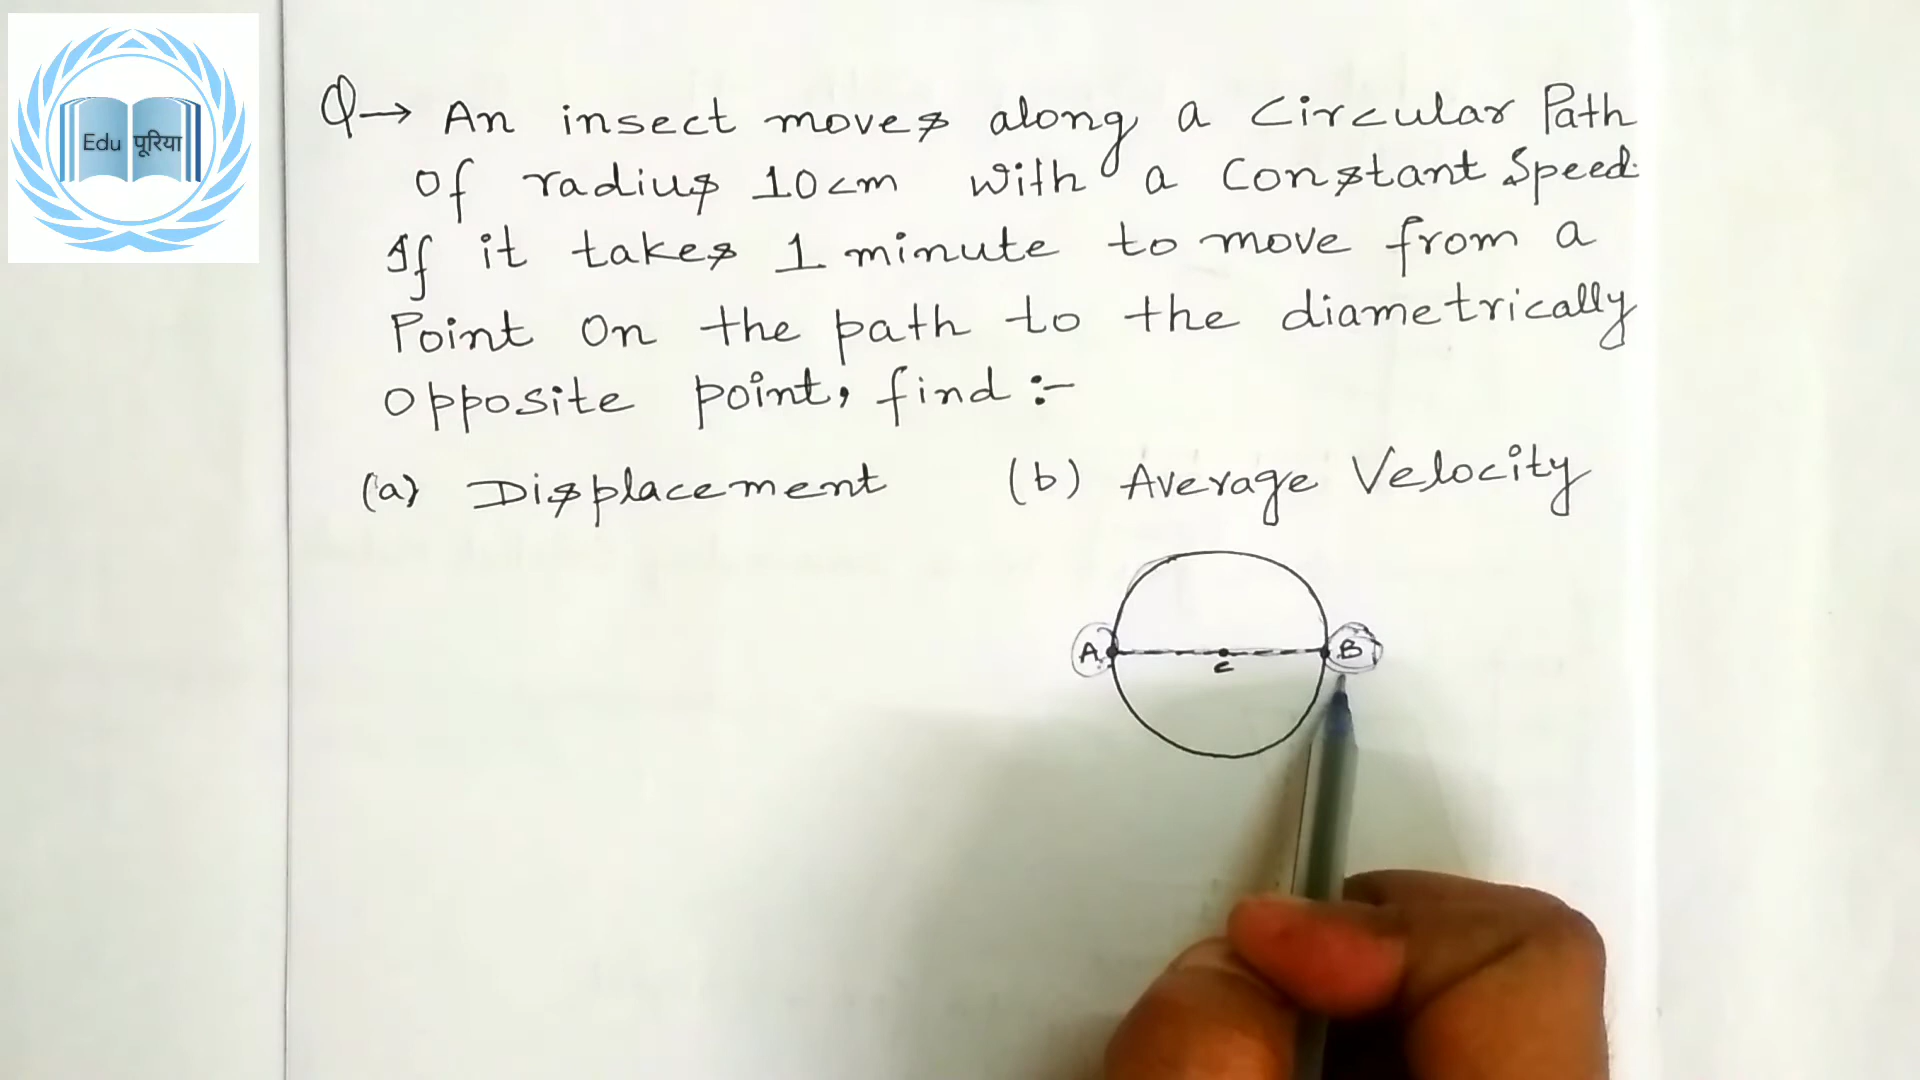 Edu पूरिया
Q→ An insect moves along a Circular Path
of radius 10cm with a Constant Speed.
If it takes 1 minute to move from a
Point On the path to the diametrically
opposite point, find :-
(a) Displacement (b) Average Velocity
A C B